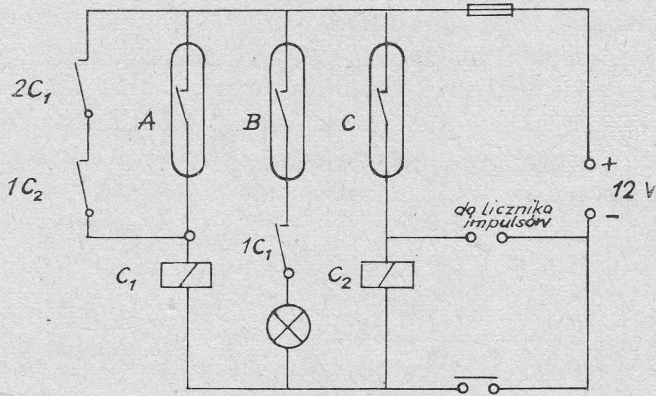 2C₁
A
B
C
+
1C₂
12 V
do licznika
impulsów
-
1C₁
C₁
C₂